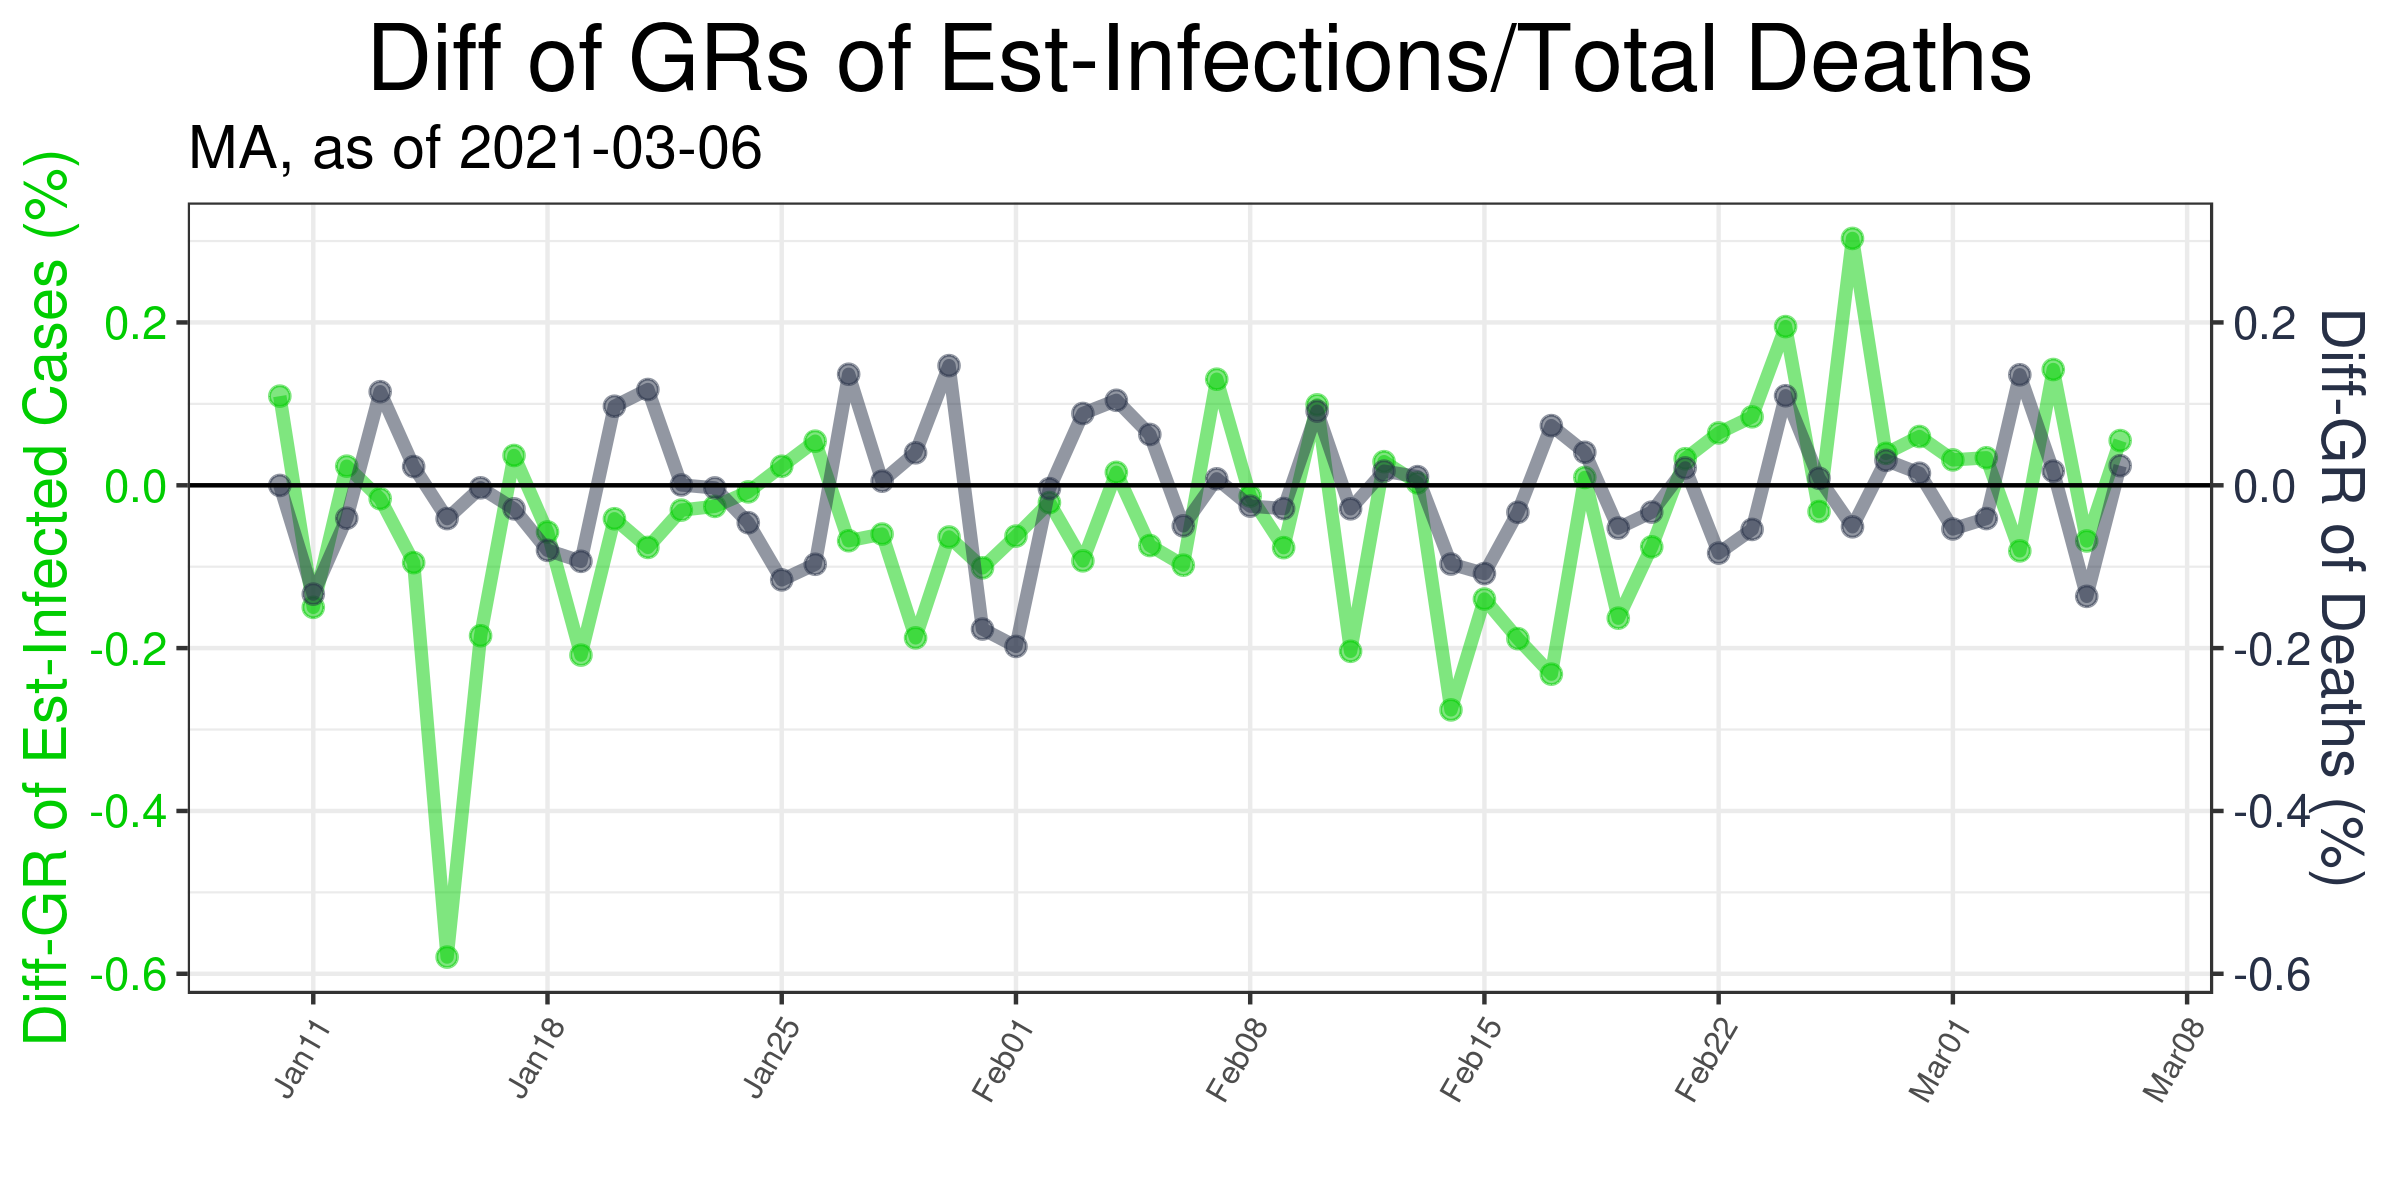 Diff of GRs of Est-Infections/Total Deaths
MA, as of 2021-03-06
Diff-GR of Est-Infected Cases (%)
0.2
0.0
-0.2
-0.4
-0.6
0.2
0.0
-0.2
-0.4
-0.6
Diff-GR of Deaths (%)
Jan11
Jan18
Jan25
Feb01
Feb08
Feb15
Feb22
Mar01
Mar08